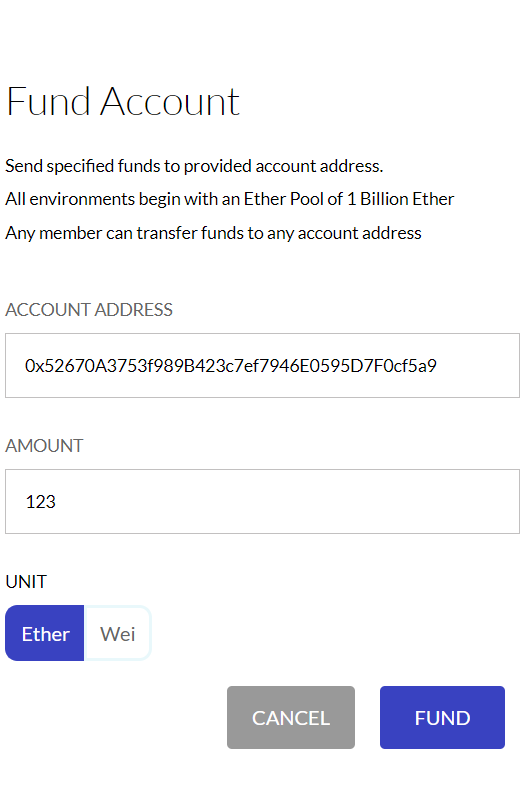 Fund Account
Send specified funds to provided account address.
All environments begin with an Ether Pool of 1 Billion Ether
Any member can transfer funds to any account address
ACCOUNT ADDRESS
0x52670A3753f989B423c7ef7946E0595D7F0cf5a9
AMOUNT
123
UNIT
Ether Wei
CANCEL FUND